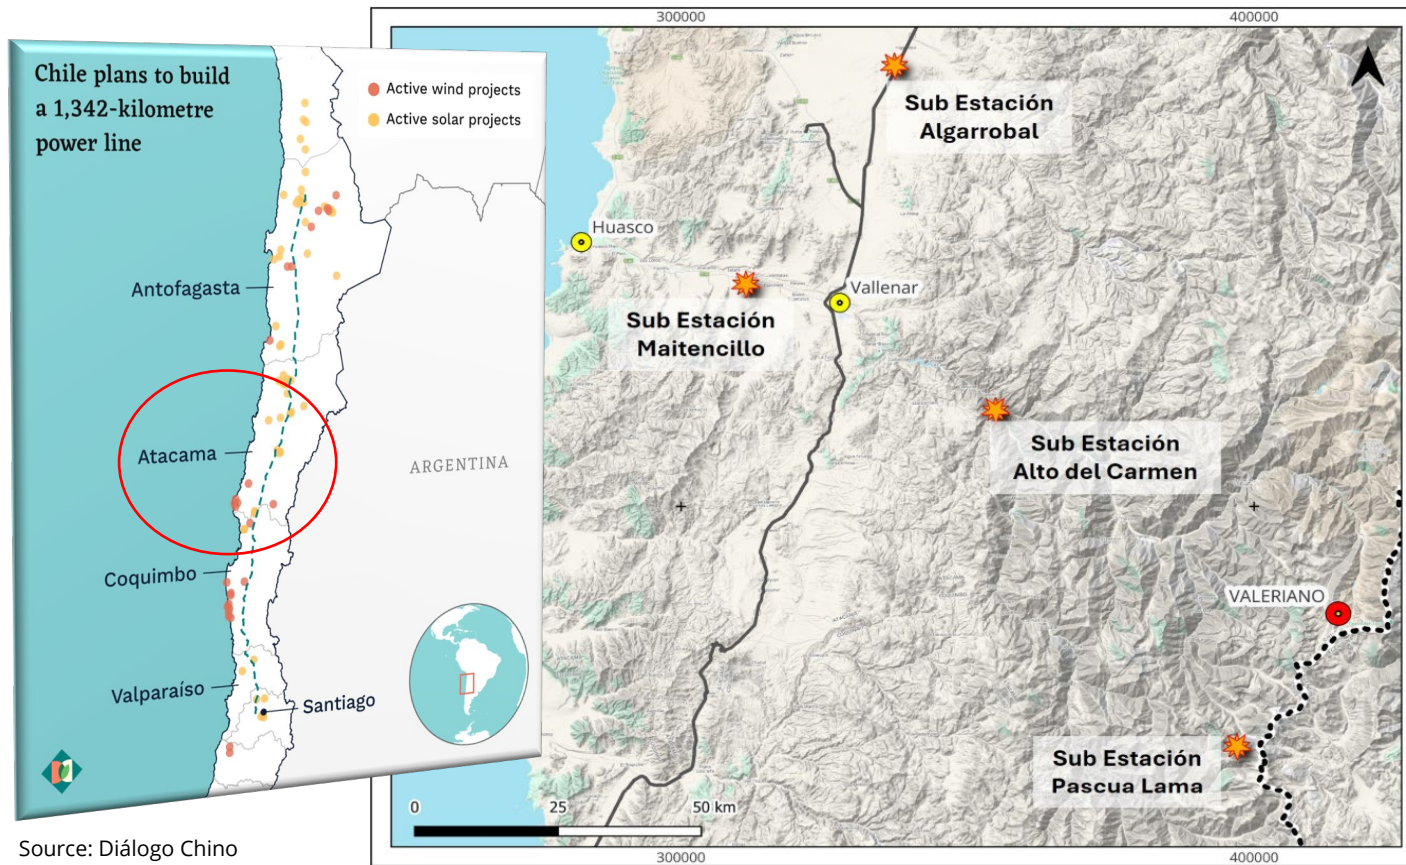 Chile plans to build
a 1,342-kilometre
power line
Active wind projects
Active solar projects
Antofagasta
Atacama
ARGENTINA
Coquimbo
Valparaíso
Santiago
Source: Diálogo Chino
300000
400000
Sub Estación
Algarrobal
Huasco
Vallenar
Sub Estación
Maitencillo
Sub Estación
Alto del Carmen
VALERIANO
Sub Estación
Pascua Lama
0
25
50 km
300000
400000